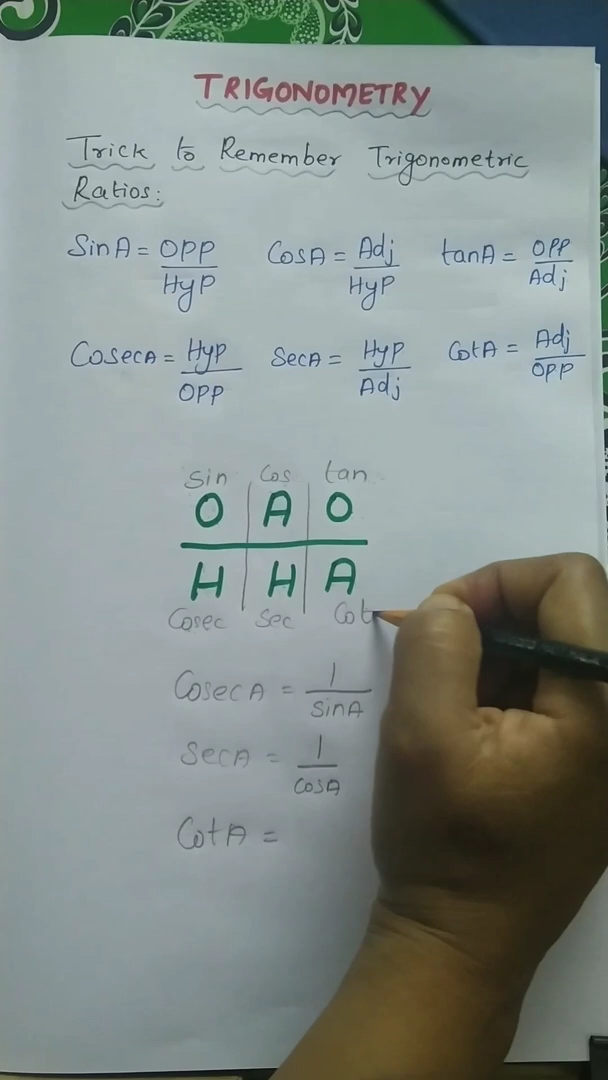 TRIGONOMETRY
Trick to Remember Trigonometric
Ratios:
SinA = OPP/HyP CosA = Adj/HyP tanA = OPP/Adj
CosecA = HyP/OPP SecA = HyP/Adj CotA = Adj/OPP
Sin Cos tan
O A O
H H A
Cosec Sec Cot
CosecA = 1/SinA
SecA = 1/CosA
CotA =